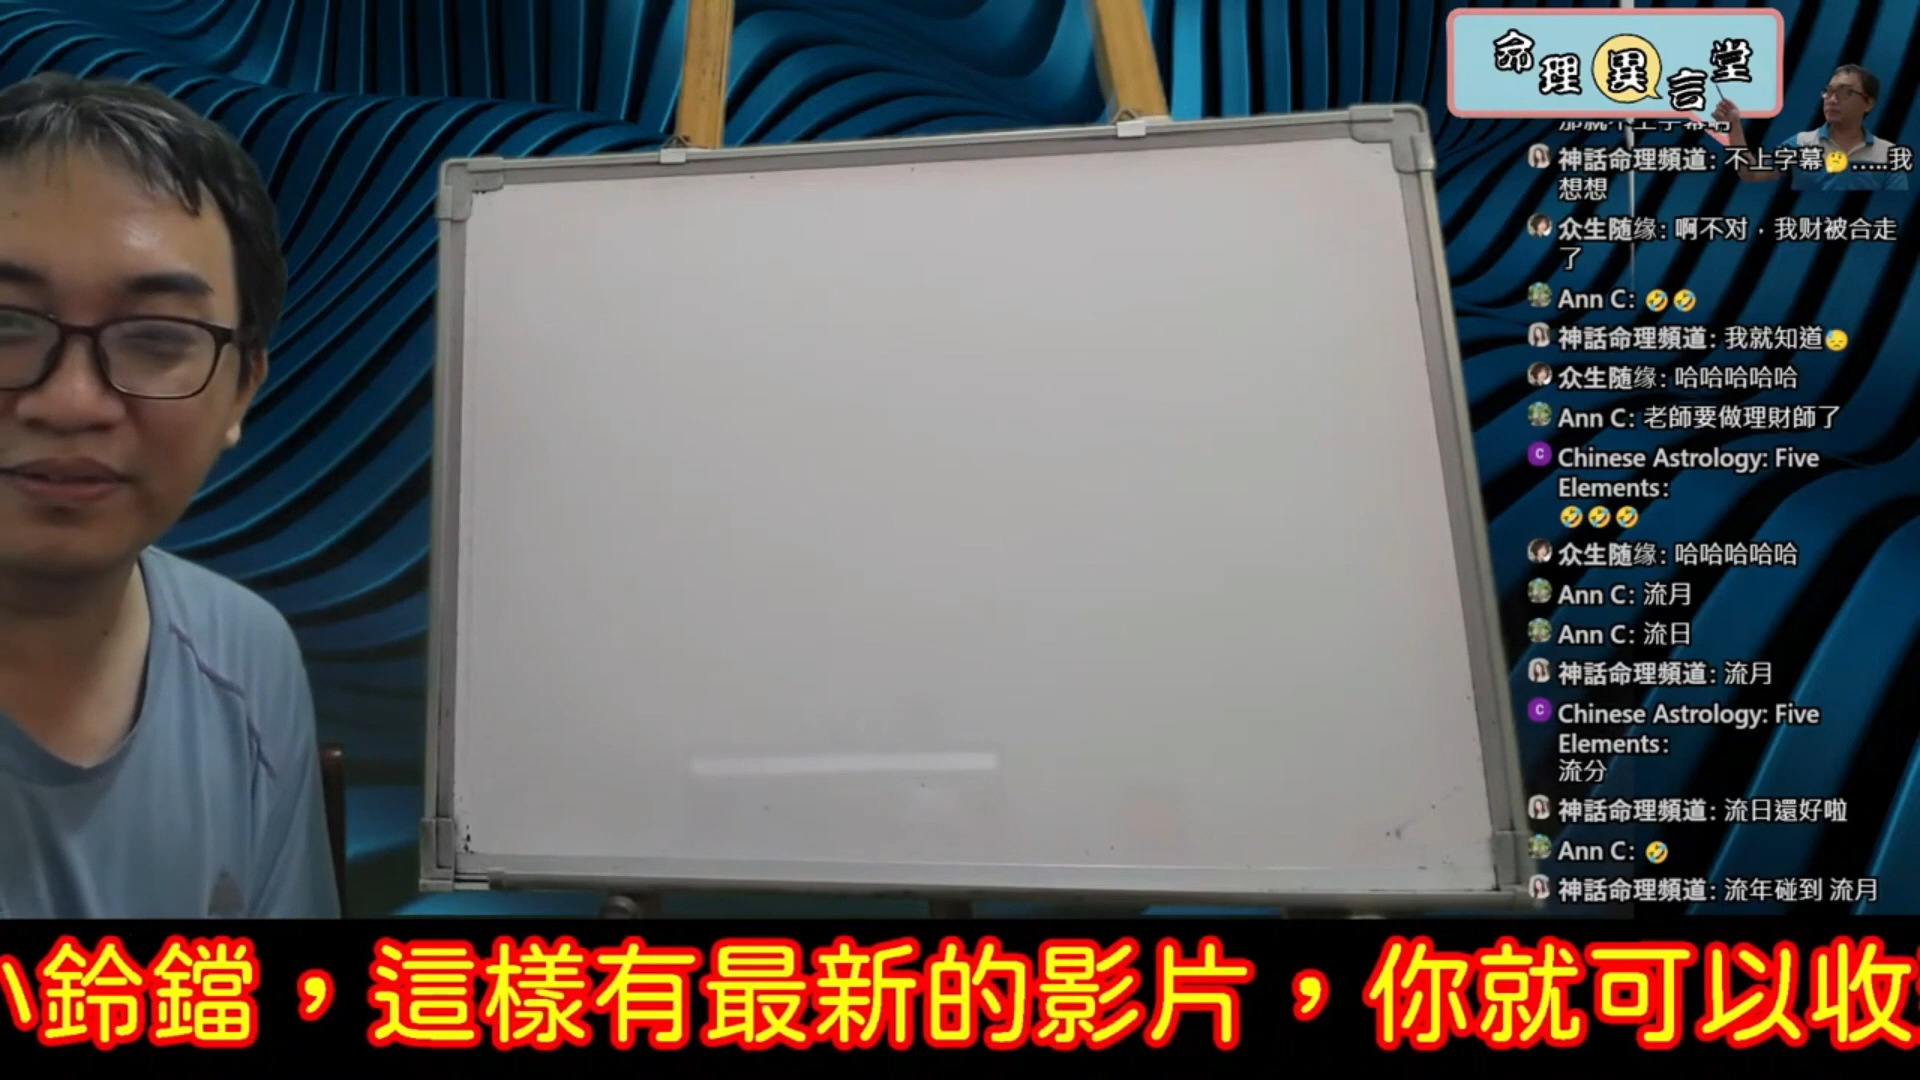 命理異言堂
神話命理頻道: 不上字幕🤔.....我
想想
众生随缘: 啊不对，我财被合走
了
Ann C: 🤣🤣
神話命理頻道: 我就知道😓
众生随缘: 哈哈哈哈哈
Ann C: 老師要做理財師了
Chinese Astrology: Five
Elements:
🤣🤣🤣
众生随缘: 哈哈哈哈哈
Ann C: 流月
Ann C: 流日
神話命理頻道: 流月
Chinese Astrology: Five
Elements:
流分
神話命理頻道: 流日還好啦
Ann C: 🤣
神話命理頻道: 流年碰到 流月
鈴鐺，這樣有最新的影片，你就可以收